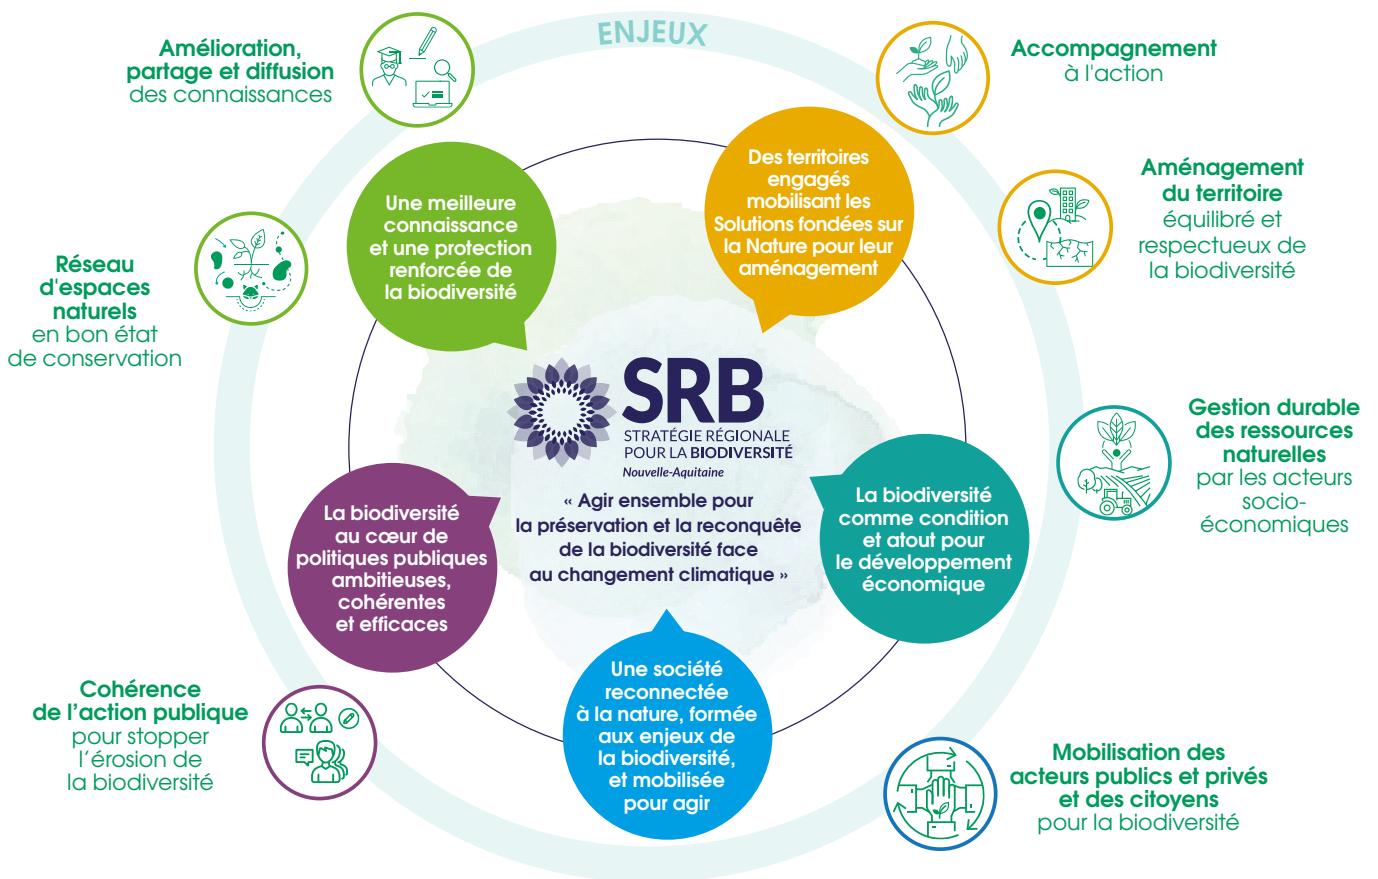 ENJEUX
Amélioration,
partage et diffusion
des connaissances
Accompagnement
à l'action
Aménagement
du territoire
équilibré et
respectueux de
la biodiversité
Réseau
d'espaces
naturels
en bon état
de conservation
Gestion durable
des ressources
naturelles
par les acteurs
socio-
économiques
Cohérence
de l’action publique
pour stopper
l’érosion de
la biodiversité
Mobilisation des
acteurs publics et privés
et des citoyens
pour la biodiversité
Une meilleure
connaissance
et une protection
renforcée de
la biodiversité
Des territoires
engagés
mobilisant les
Solutions fondées sur
la Nature pour leur
aménagement
La biodiversité
au cœur de
politiques publiques
ambitieuses,
cohérentes
et efficaces
La biodiversité
comme condition
et atout pour
le développement
économique
Une société
reconnectée
à la nature, formée
aux enjeux de
la biodiversité,
et mobilisée
pour agir
SRB
STRATÉGIE RÉGIONALE
POUR LA BIODIVERSITÉ
Nouvelle-Aquitaine
« Agir ensemble pour
la préservation et la reconquête
de la biodiversité face
au changement climatique »